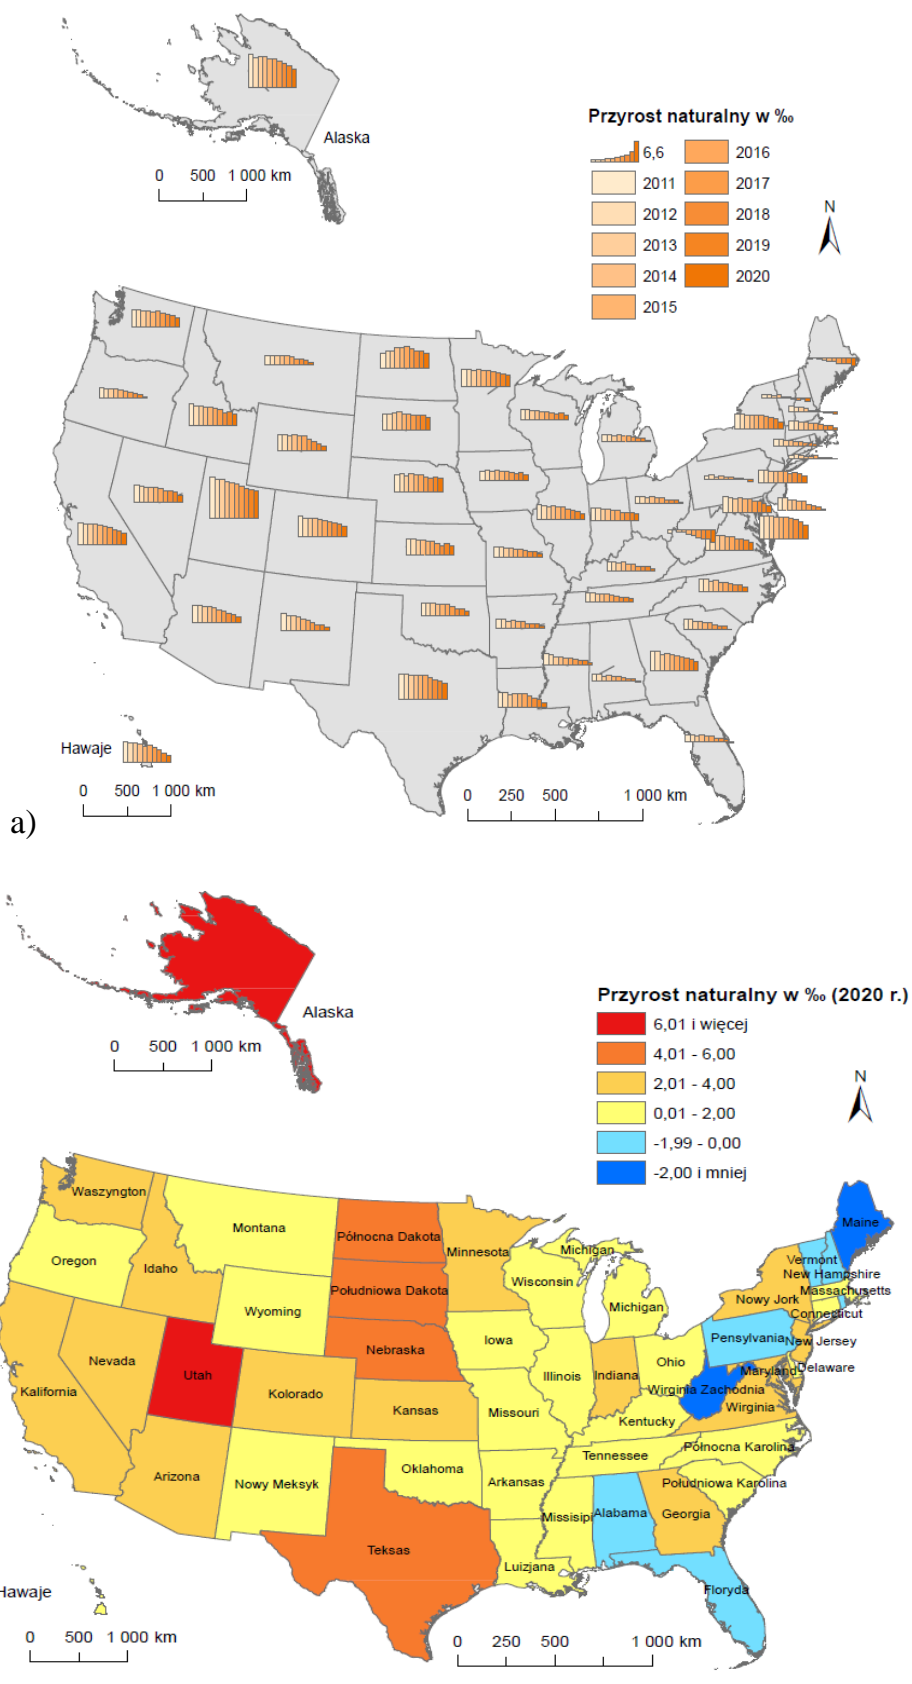 Alaska
0 500 1 000 km
Przyrost naturalny w ‰
6,6 2016
2011 2017
2012 2018
2013 2019
2014 2020
2015
N
Hawaje
0 500 1 000 km
0 250 500 1 000 km
a)
Alaska
0 500 1 000 km
Przyrost naturalny w ‰ (2020 r.)
6,01 i więcej
4,01 - 6,00
2,01 - 4,00
0,01 - 2,00
-1,99 - 0,00
-2,00 i mniej
N
Waszyngton
Montana
Północna Dakota
Minnesota
Michigan
Maine
Oregon
Idaho
Wisconsin
Vermont
New Hampshire
Południowa Dakota
Massachusetts
Wyoming
Michigan
Nowy Jork
Connecticut
Iowa
Pensylvania
New Jersey
Nebraska
Nevada
Utah
Illinois
Indiana
Ohio
Maryland
Delaware
Kalifornia
Kolorado
Wirginia Zachodnia
Kansas
Missouri
Kentucky
Wirginia
Arizona
Nowy Meksyk
Oklahoma
Tennessee
Północna Karolina
Arkansas
Południowa Karolina
Missisipi
Alabama
Georgia
Teksas
Luizjana
Floryda
Hawaje
0 500 1 000 km
0 250 500 1 000 km